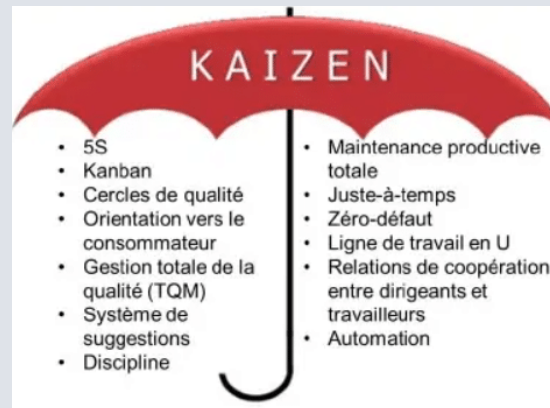 KAIZEN
• 5S
• Kanban
• Cercles de qualité
• Orientation vers le
consommateur
• Gestion totale de la
qualité (TQM)
• Système de
suggestions
• Discipline
• Maintenance productive
totale
• Juste-à-temps
• Zéro-défaut
• Ligne de travail en U
• Relations de coopération
entre dirigeants et
travailleurs
• Automation